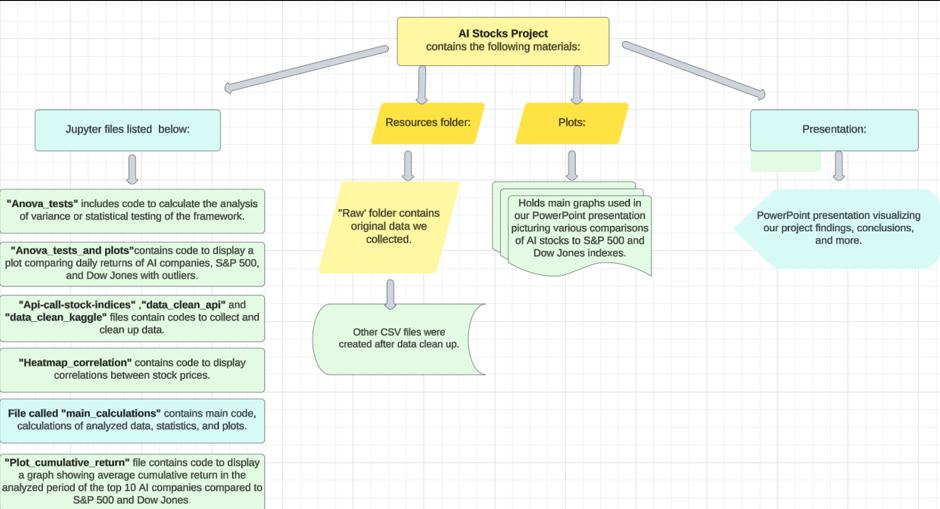 AI Stocks Project
contains the following materials:
Jupyter files listed below:
Resources folder:
Plots:
Presentation:
"Anova_tests" includes code to calculate the analysis
of variance or statistical testing of the framework.
"Anova_tests_and plots"contains code to display a
plot comparing daily returns of AI companies, S&P 500,
and Dow Jones with outliers.
"Api-call-stock-indices" ,"data_clean_api" and
"data_clean_kaggle" files contain codes to collect and
clean up data.
"Heatmap_correlation" contains code to display
correlations between stock prices.
File called "main_calculations" contains main code,
calculations of analyzed data, statistics, and plots.
"Plot_cumulative_return" file contains code to display
a graph showing average cumulative return in the
analyzed period of the top 10 AI companies compared to
S&P 500 and Dow Jones.
"Raw' folder contains
original data we
collected.
Other CSV files were
created after data clean up.
Holds main graphs used in
our PowerPoint presentation
picturing various comparisons
of AI stocks to S&P 500 and
Dow Jones indexes.
PowerPoint presentation visualizing
our project findings, conclusions,
and more.